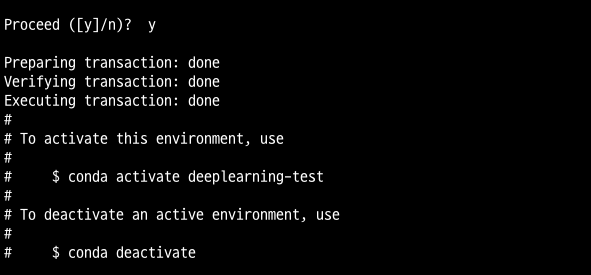 Proceed ([y]/n)?  y

Preparing transaction: done
Verifying transaction: done
Executing transaction: done
#
# To activate this environment, use
#
#     $ conda activate deeplearning-test
#
# To deactivate an active environment, use
#
#     $ conda deactivate